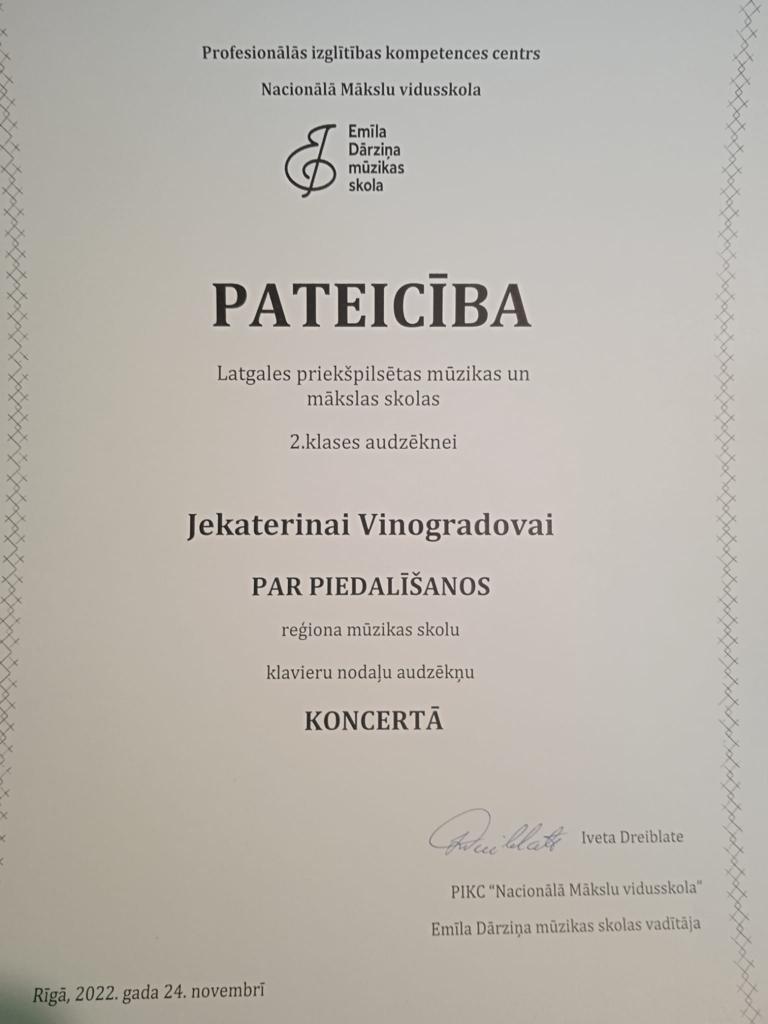 Profesionālās izglītības kompetences centrs
Nacionālā Mākslu vidusskola
Emīla
Dārziņa
mūzikas
skola
PATEICĪBA
Latgales priekšpilsētas mūzikas un
mākslas skolas
2.klases audzēknei
Jekaterinai Vinogradovai
PAR PIEDALĪŠANOS
reģiona mūzikas skolu
klavieru nodaļu audzēkņu
KONCERTĀ
Dreiblate Iveta Dreiblate
PIKC "Nacionālā Mākslu vidusskola"
Emīla Dārziņa mūzikas skolas vadītāja
Rīgā, 2022. gada 24. novembrī